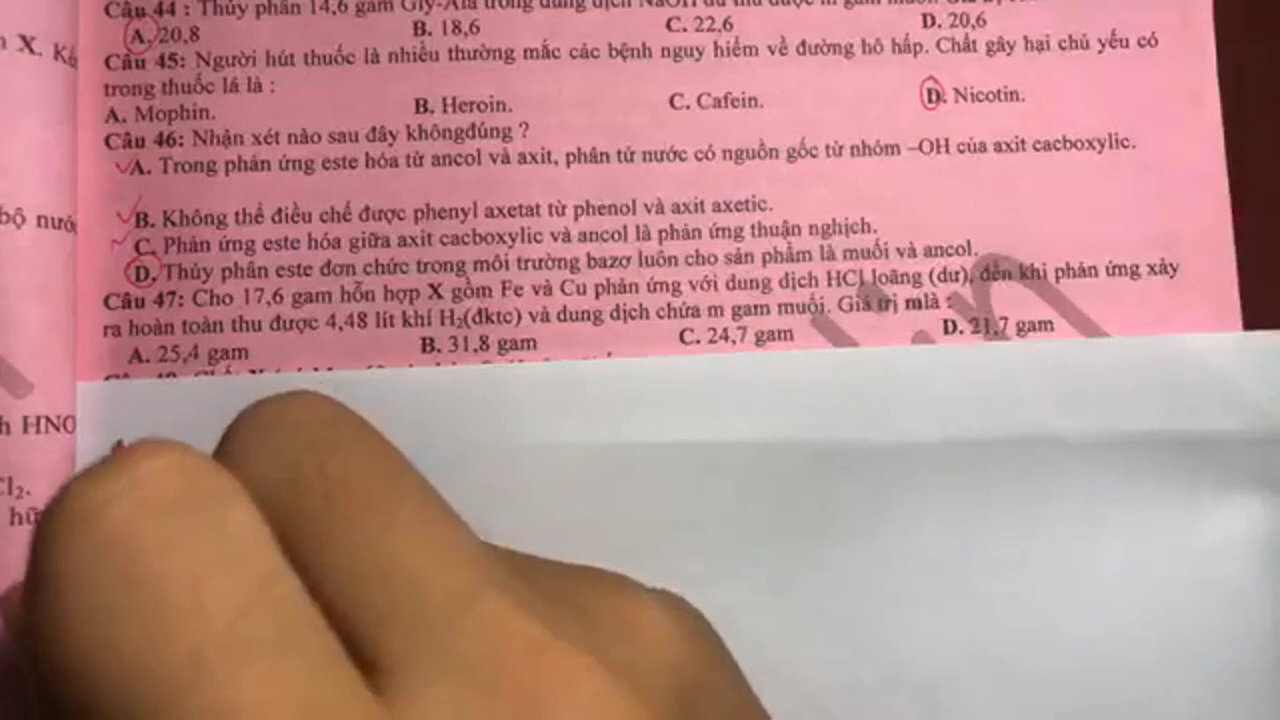 Câu 44 : Thủy phân 14,6 gam Gly-Ala trong dung dịch NaOH dư thu được m gam
A. 20,8 B. 18,6 C. 22,6 D. 20,6
Câu 45: Người hút thuốc là nhiều thường mắc các bệnh nguy hiểm về đường hô hấp. Chất gây hại chủ yếu có
trong thuốc lá là :
A. Mophin. B. Heroin. C. Cafein. D. Nicotin.
Câu 46: Nhận xét nào sau đây khôngđúng ?
A. Trong phản ứng este hóa từ ancol và axit, phân tử nước có nguồn gốc từ nhóm –OH của axit cacboxylic.
B. Không thể điều chế được phenyl axetat từ phenol và axit axetic.
C. Phản ứng este hóa giữa axit cacboxylic và ancol là phản ứng thuận nghịch.
D. Thủy phân este đơn chức trong môi trường bazơ luôn cho sản phẩm là muối và ancol.
Câu 47: Cho 17,6 gam hỗn hợp X gồm Fe và Cu phản ứng với dung dịch HCl loãng (dư), đến khi phản ứng xảy
ra hoàn toàn thu được 4,48 lít khí H₂(đktc) và dung dịch chứa m gam muối. Giá trị mlà :
A. 25,4 gam B. 31,8 gam C. 24,7 gam D. 21,7 gam
X. Kế
bộ nước
h HNO
Cl₂.
hữ